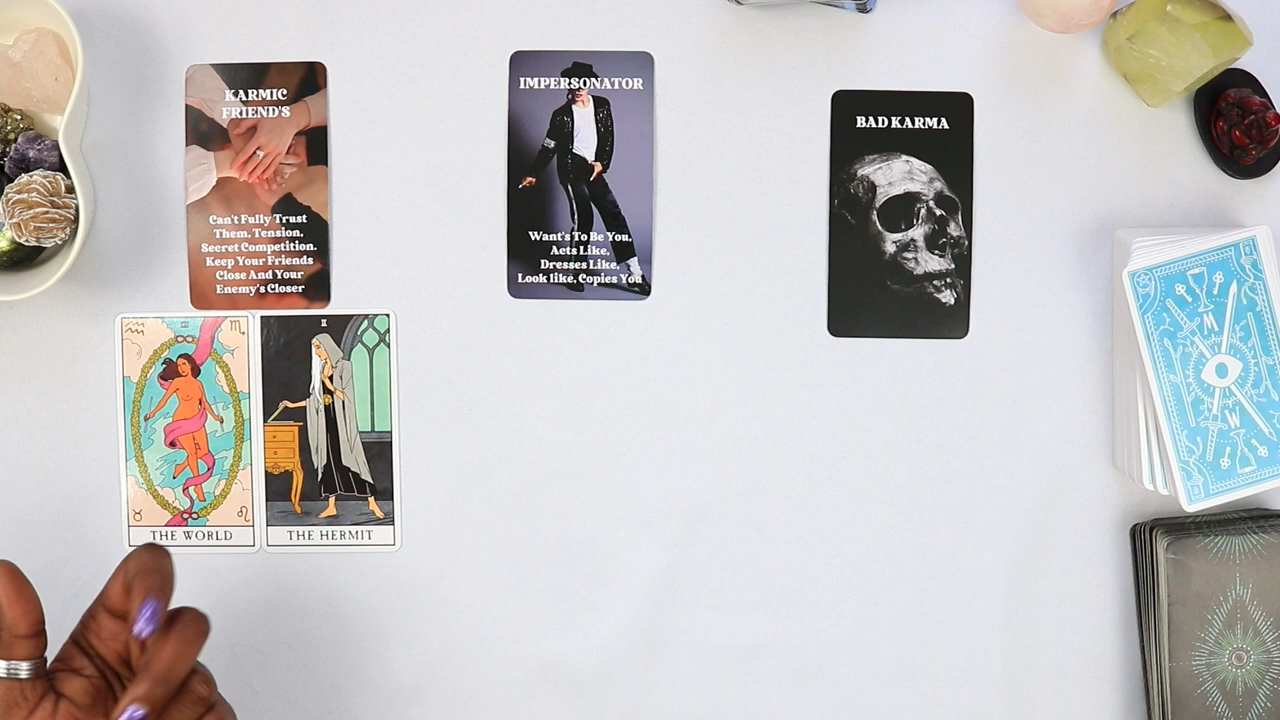 KARMIC
FRIEND'S
Can't Fully Trust
Them, Tension,
Secret Competition.
Keep Your Friends
Close And Your
Enemy's Closer
IMPERSONATOR
Want's To Be You.
Acts Like,
Dresses Like,
Look like, Copies You
BAD KARMA
THE WORLD
II
THE HERMIT
M
W